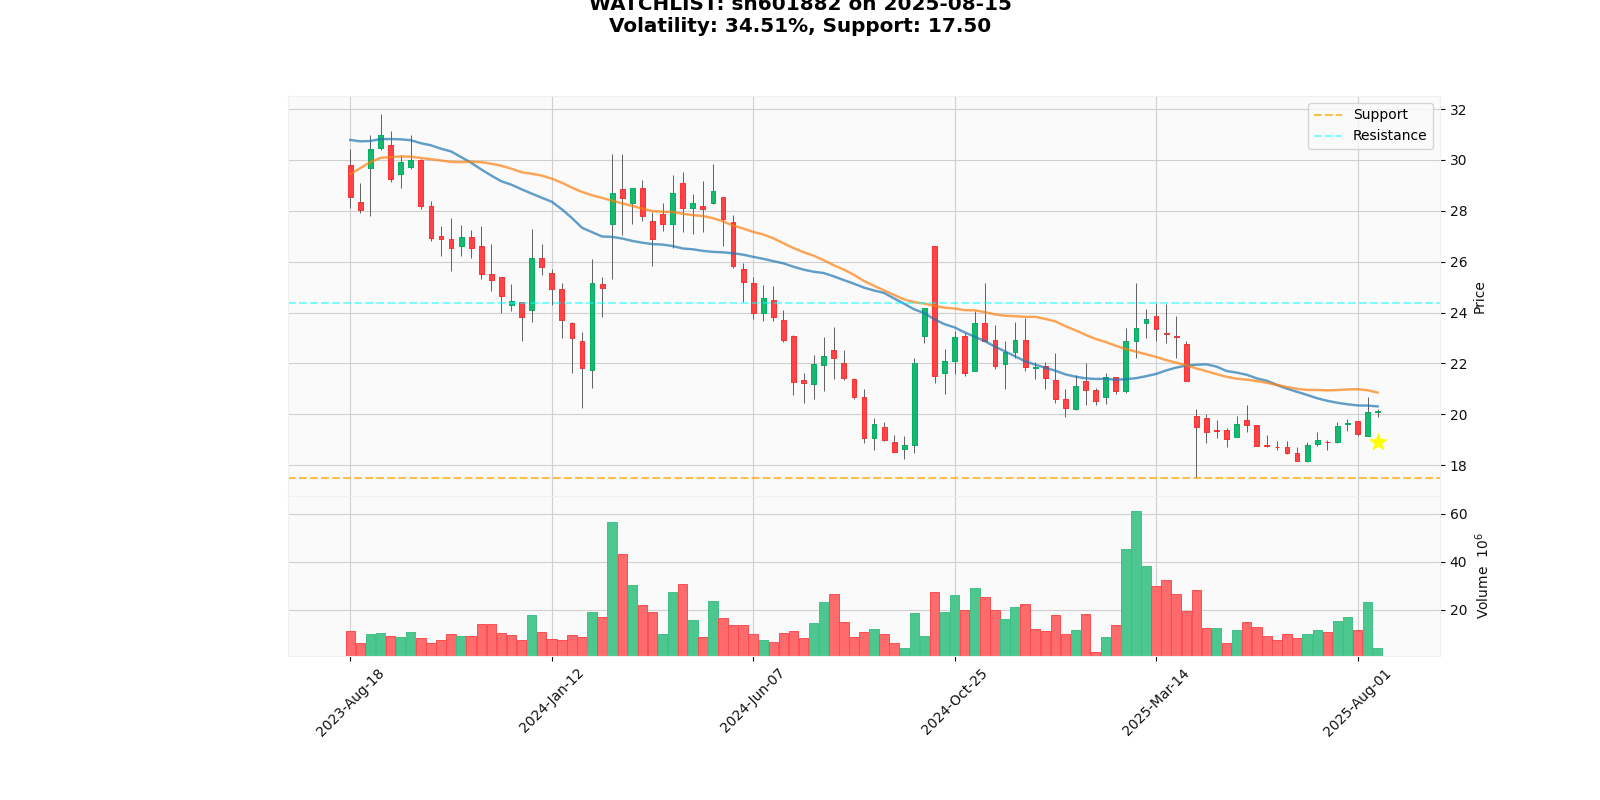 WATCHLIST: sh601882 on 2025-08-15
Volatility: 34.51%, Support: 17.50
Support
Resistance
32
30
28
26
24
22
20
18
Price
60
40
20
Volume 10^6
2023-Aug-18
2024-Jan-12
2024-Jun-07
2024-Oct-25
2025-Mar-14
2025-Aug-01